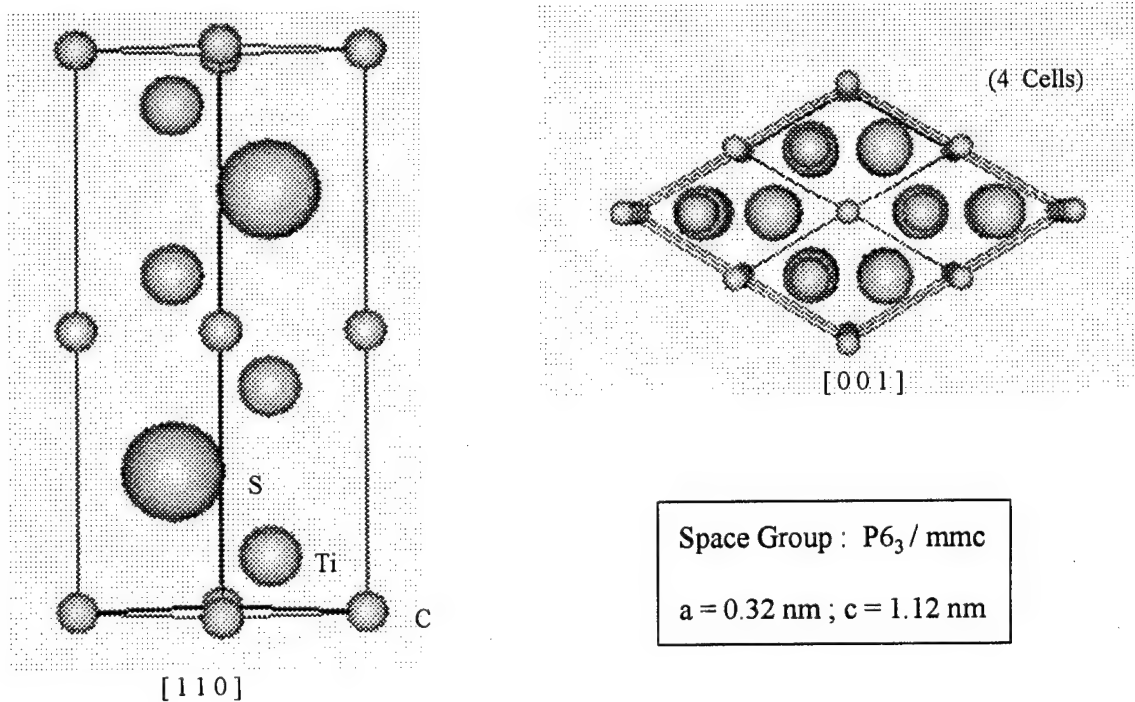 S
Ti
C
[ 1 1 0 ]
(4 Cells)
[ 0 0 1 ]
Space Group : P6₃ / mmc
a = 0.32 nm ; c = 1.12 nm